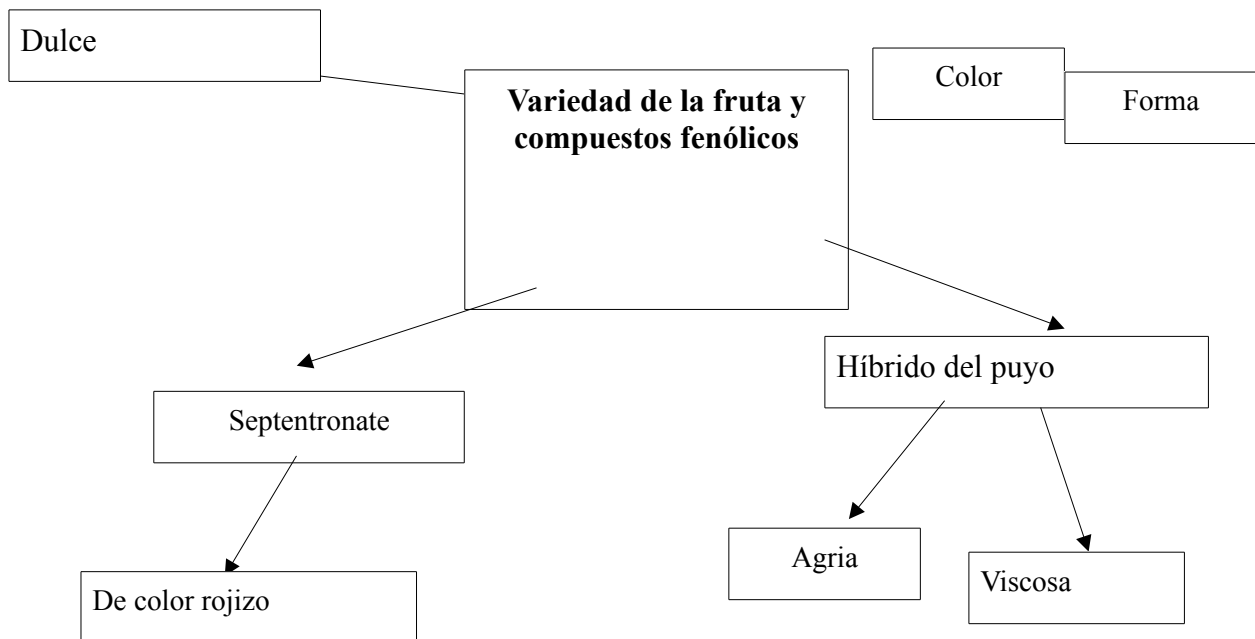 Dulce
Variedad de la fruta y
compuestos fenólicos
Color
Forma
Híbrido del puyo
Septentronate
Agria
Viscosa
De color rojizo